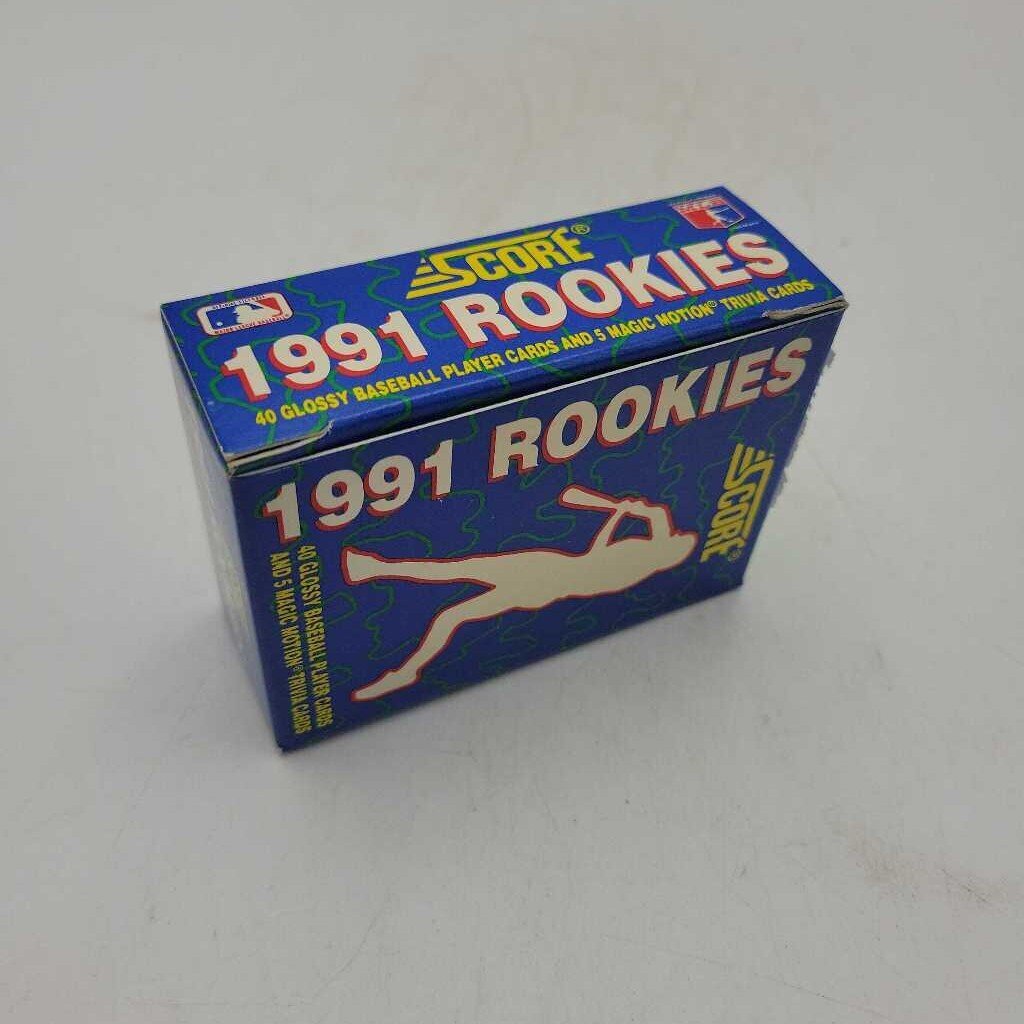 SCORE®
1991 ROOKIES
40 GLOSSY BASEBALL PLAYER CARDS AND 5 MAGIC MOTION® TRIVIA CARDS
1991 ROOKIES
SCORE®
40 GLOSSY BASEBALL PLAYER CARDS
AND 5 MAGIC MOTION® TRIVIA CARDS